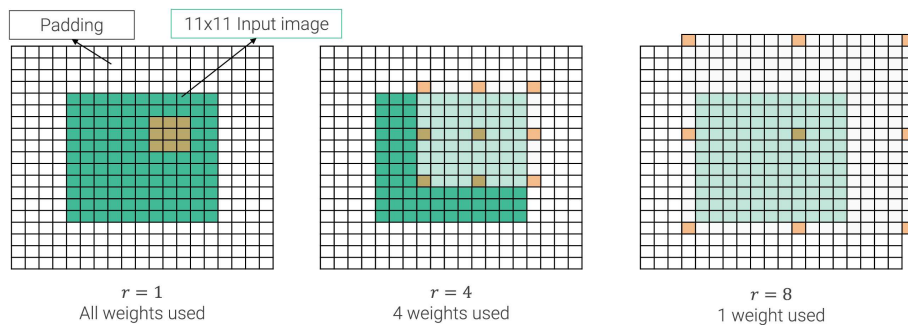 Padding
11x11 Input image
r = 1
All weights used
r = 4
4 weights used
r = 8
1 weight used